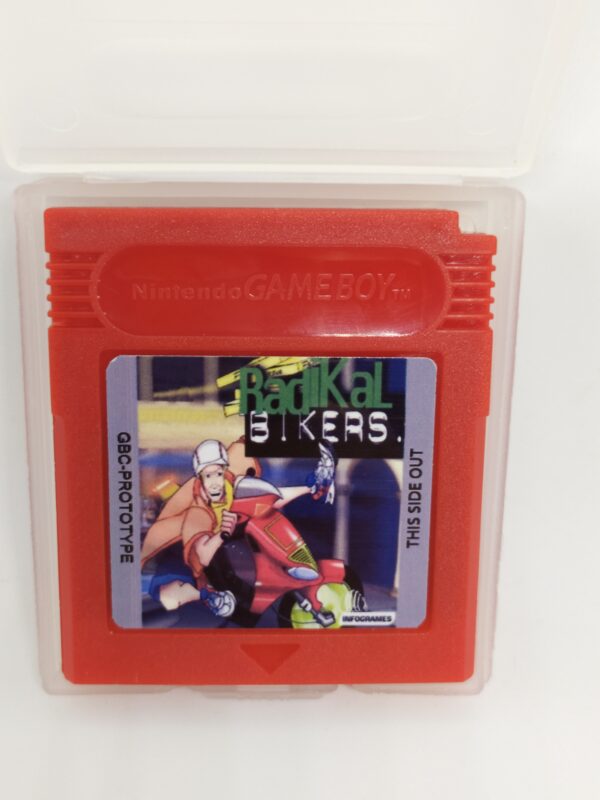 Nintendo GAME BOY TM
RadIKaL
BIKERS.
GBC-PROTOTYPE
THIS SIDE OUT
INFOGRAMES